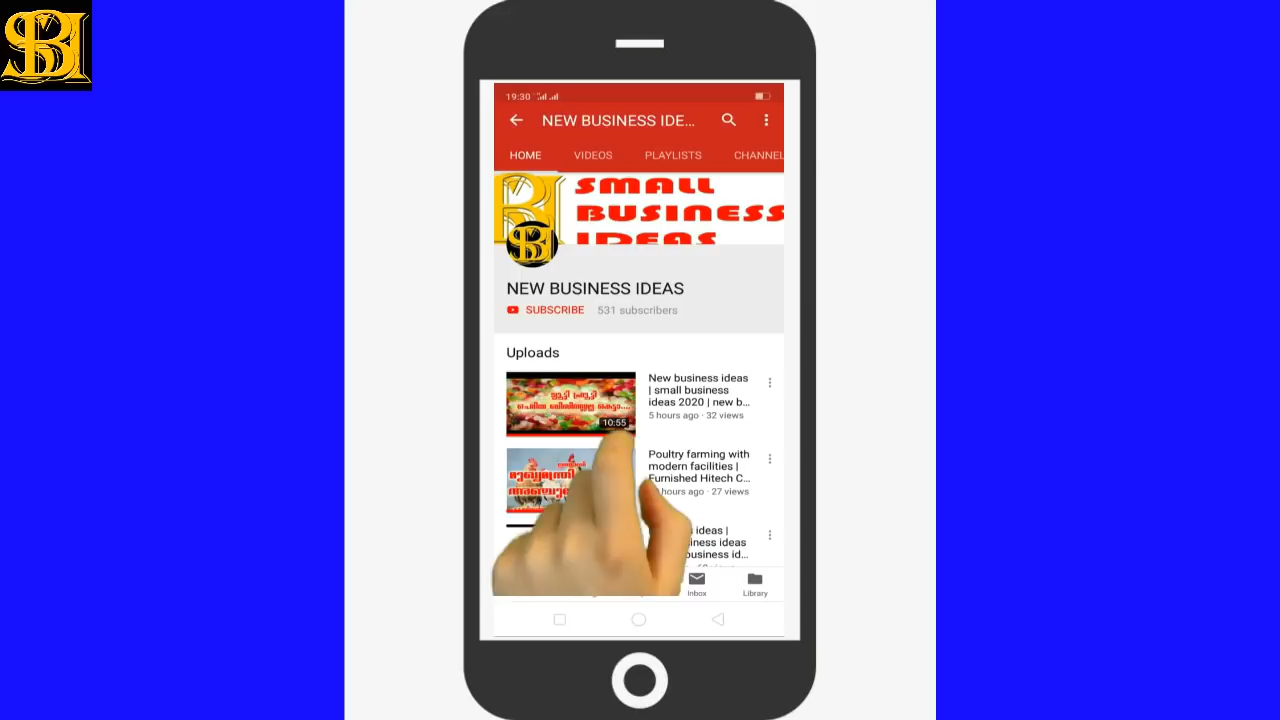 SBI
19:30
NEW BUSINESS IDE...
HOME VIDEOS PLAYLISTS CHANNEL
SMALL
BUSINESS
IDEAS
NEW BUSINESS IDEAS
SUBSCRIBE 531 subscribers
Uploads
New business ideas
| small business
ideas 2020 | new b...
5 hours ago · 32 views
10:55
Poultry farming with
modern facilities |
Furnished Hitech C...
hours ago · 27 views
ideas |
iness ideas
business id...
Inbox
Library